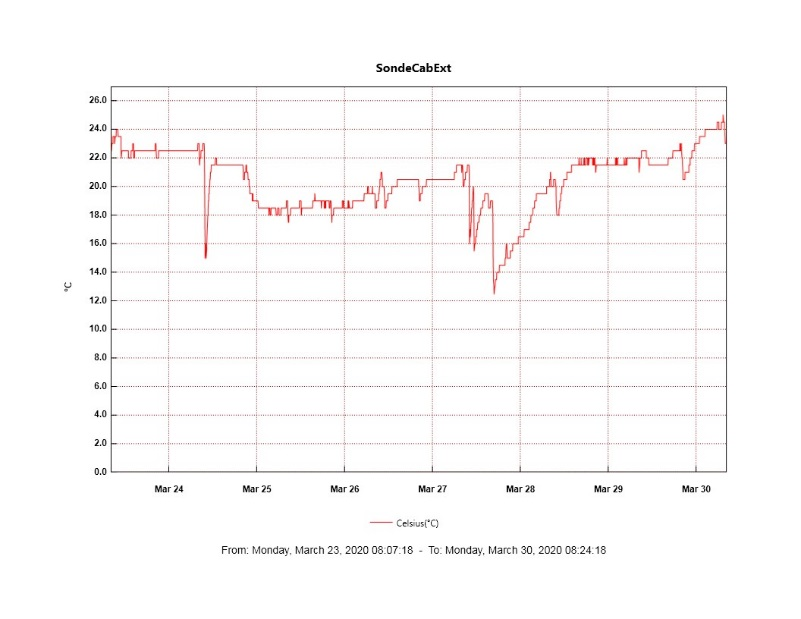 SondeCabExt
26.0
24.0
22.0
20.0
18.0
16.0
14.0
12.0
10.0
8.0
6.0
4.0
2.0
0.0
°C
Mar 24 Mar 25 Mar 26 Mar 27 Mar 28 Mar 29 Mar 30
Celsius(°C)
From: Monday, March 23, 2020 08:07:18 - To: Monday, March 30, 2020 08:24:18